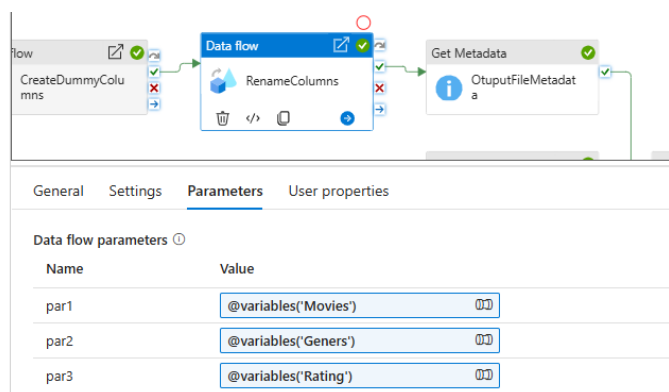 flow
Data flow
Get Metadata
CreateDummyColu
mns
RenameColumns
OtuputFileMetadat
a
General Settings Parameters User properties
Data flow parameters
Name Value
par1 @variables('Movies')
par2 @variables('Geners')
par3 @variables('Rating')